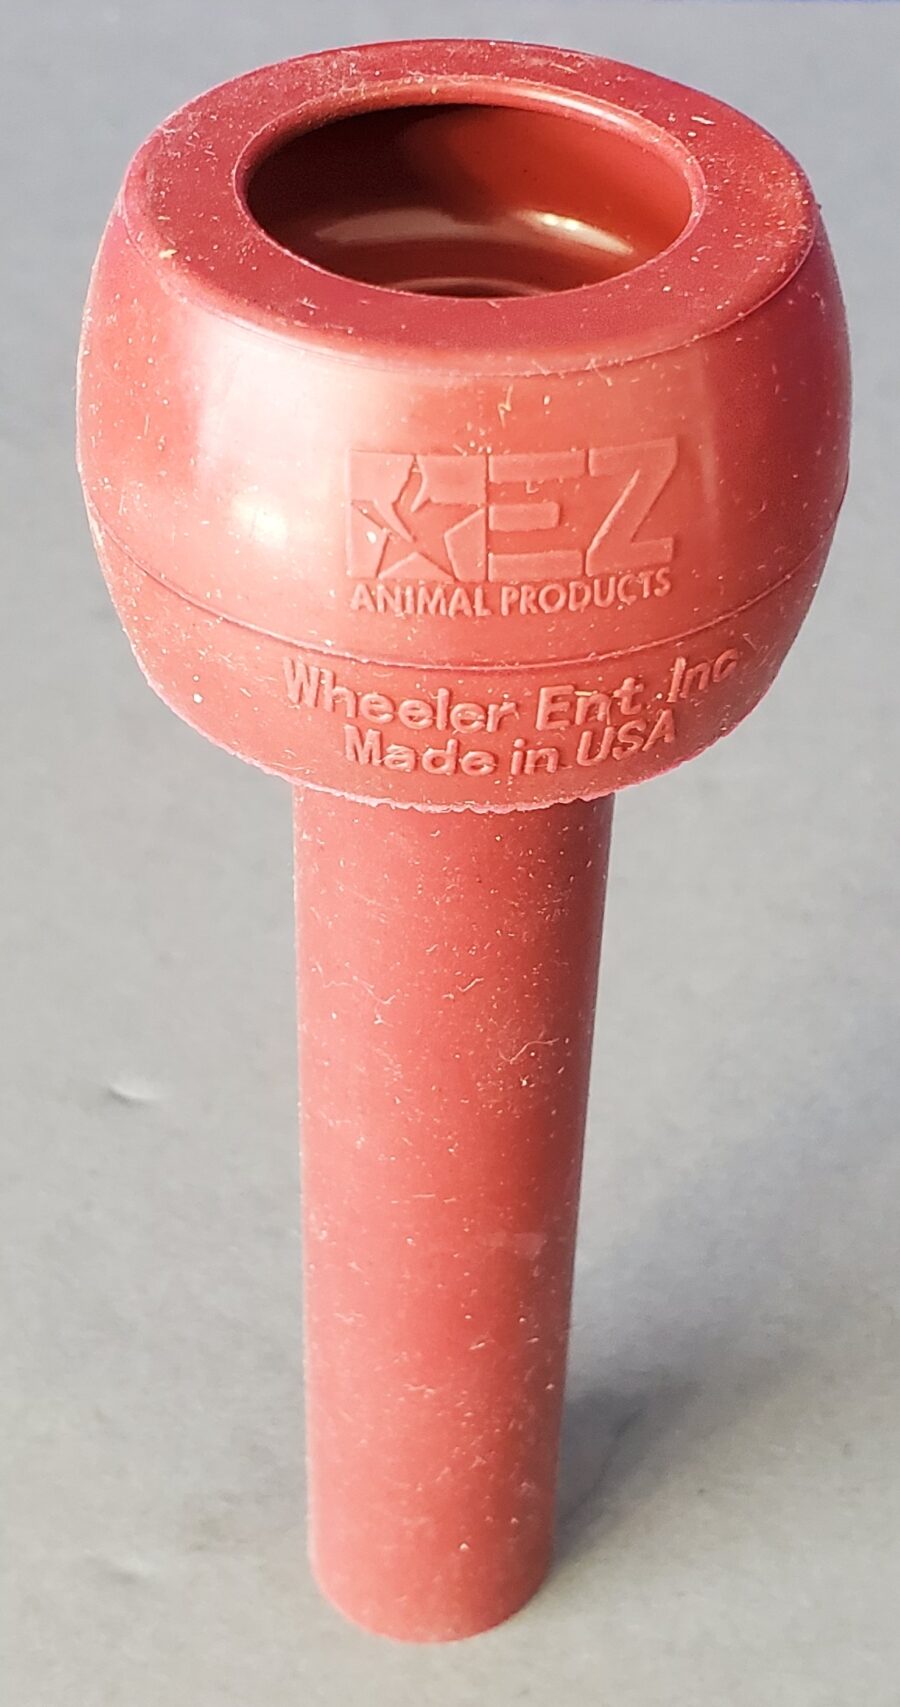 EZ
ANIMAL PRODUCTS
Wheeler Ent. Inc
Made in USA